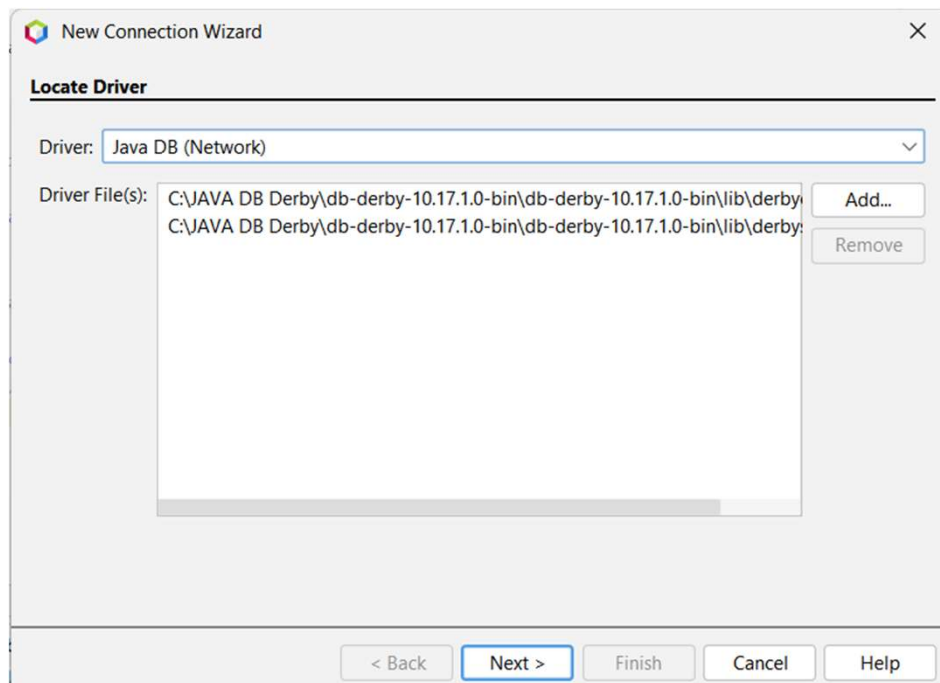 New Connection Wizard
Locate Driver
Driver: Java DB (Network)
Driver File(s): C:\JAVA DB Derby\db-derby-10.17.1.0-bin\db-derby-10.17.1.0-bin\lib\derby
C:\JAVA DB Derby\db-derby-10.17.1.0-bin\db-derby-10.17.1.0-bin\lib\derby
Add...
Remove
< Back Next > Finish Cancel Help